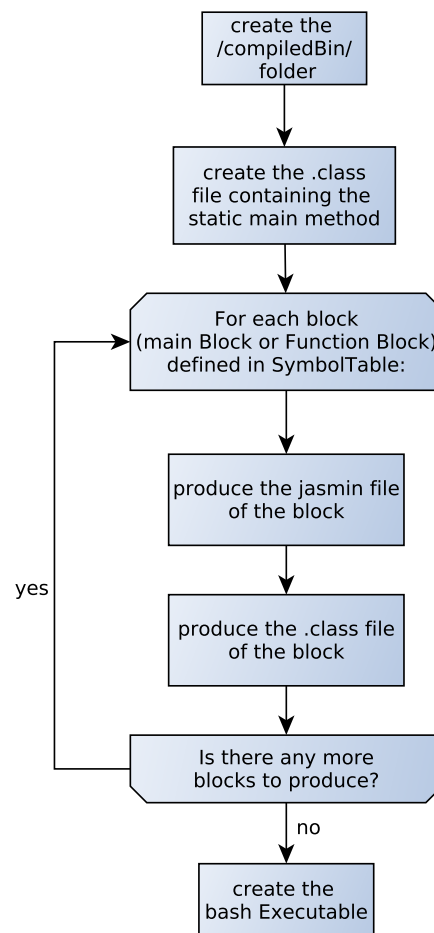 create the
/compiledBin/
folder
create the .class
file containing the
static main method
For each block
(main Block or Function Block)
defined in SymbolTable:
produce the jasmin file
of the block
yes
produce the .class file
of the block
Is there any more
blocks to produce?
no
create the
bash Executable